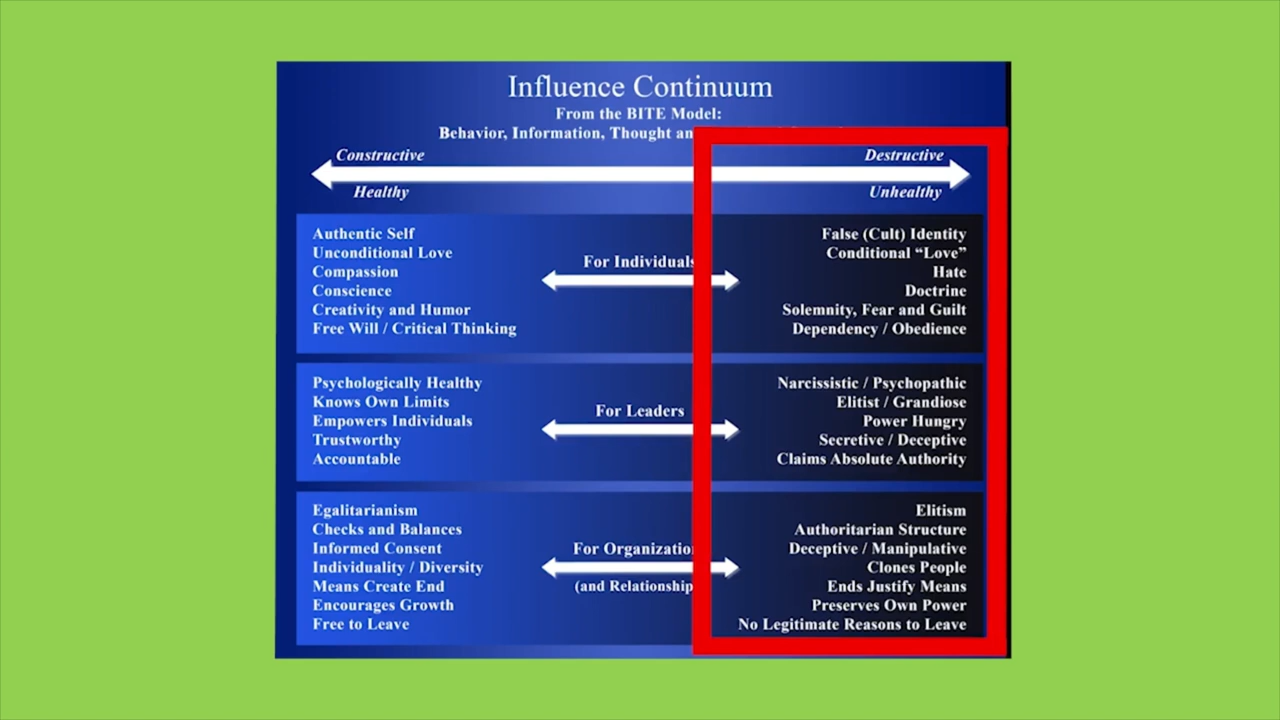 Influence Continuum
From the BITE Model:
Behavior, Information, Thought
Constructive
Destructive
Healthy
Unhealthy
Authentic Self
Unconditional Love
Compassion
Conscience
Creativity and Humor
Free Will / Critical Thinking
For Individuals
False (Cult) Identity
Conditional “Love”
Hate
Doctrine
Solemnity, Fear and Guilt
Dependency / Obedience
Psychologically Healthy
Knows Own Limits
Empowers Individuals
Trustworthy
Accountable
For Leaders
Narcissistic / Psychopathic
Elitist / Grandiose
Power Hungry
Secretive / Deceptive
Claims Absolute Authority
Egalitarianism
Checks and Balances
Informed Consent
Individuality / Diversity
Means Create End
Encourages Growth
Free to Leave
For
(and
Elitism
Authoritarian Structure
Deceptive / Manipulative
Clones People
Ends Justify Means
Preserves Own Power
No Legitimate Reasons to Leave